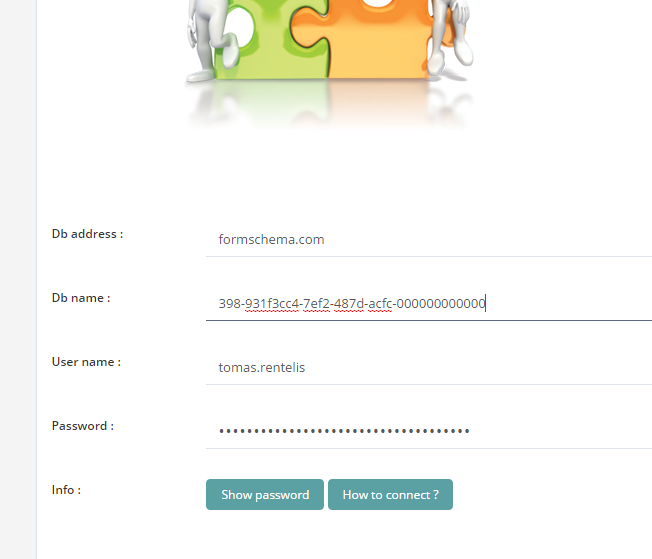 Db address :
formschema.com
Db name :
398-931f3cc4-7ef2-487d-acfc-000000000000
User name :
tomas.rentelis
Password :
••••••••••••••••••••••••••••••••••••
Info :
Show password
How to connect ?